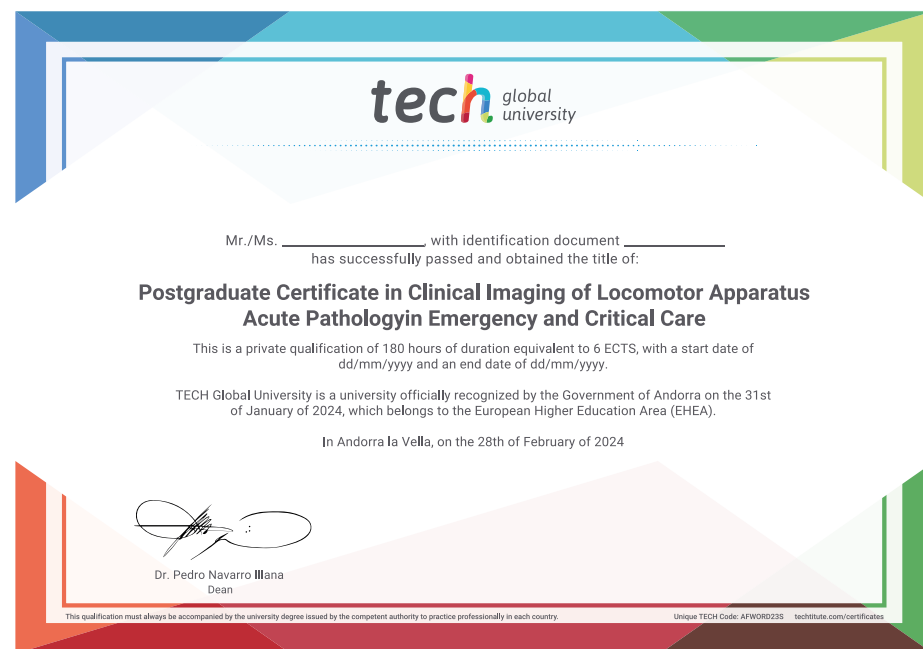 tech global university
Mr./Ms. ____________________, with identification document ______________
has successfully passed and obtained the title of:
Postgraduate Certificate in Clinical Imaging of Locomotor Apparatus
Acute Pathologyin Emergency and Critical Care
This is a private qualification of 180 hours of duration equivalent to 6 ECTS, with a start date of
dd/mm/yyyy and an end date of dd/mm/yyyy.
TECH Global University is a university officially recognized by the Government of Andorra on the 31st
of January of 2024, which belongs to the European Higher Education Area (EHEA).
In Andorra la Vella, on the 28th of February of 2024
Dr. Pedro Navarro Illana
Dean
This qualification must always be accompanied by the university degree issued by the competent authority to practice professionally in each country. Unique TECH Code: AFWORD23S techtitute.com/certificates